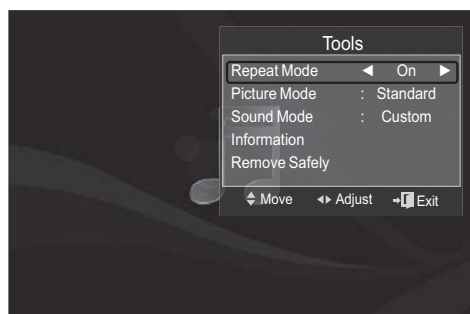 Tools
Repeat Mode ◀ On ▶
Picture Mode : Standard
Sound Mode : Custom
Information
Remove Safely
Move Adjust Exit